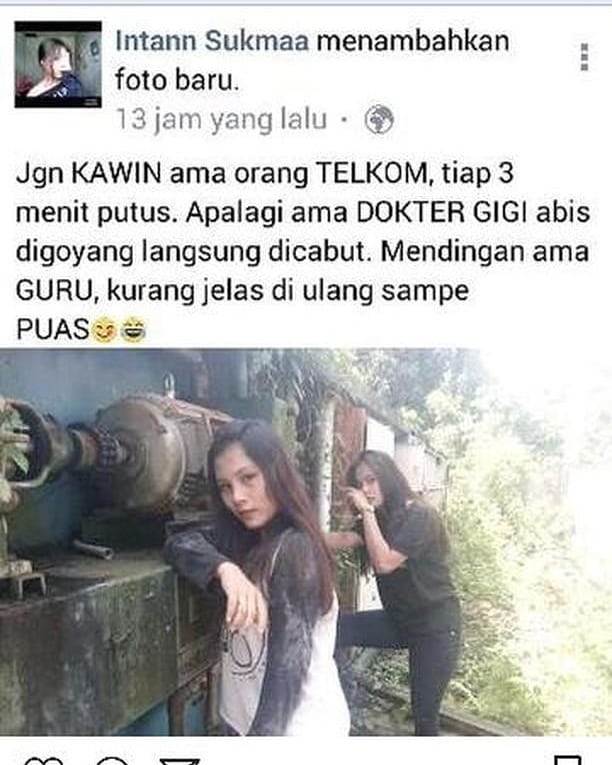 Intann Sukmaa menambahkan
foto baru.
13 jam yang lalu ·
Jgn KAWIN ama orang TELKOM, tiap 3
menit putus. Apalagi ama DOKTER GIGI abis
digoyang langsung dicabut. Mendingan ama
GURU, kurang jelas di ulang sampe
PUAS😏😂